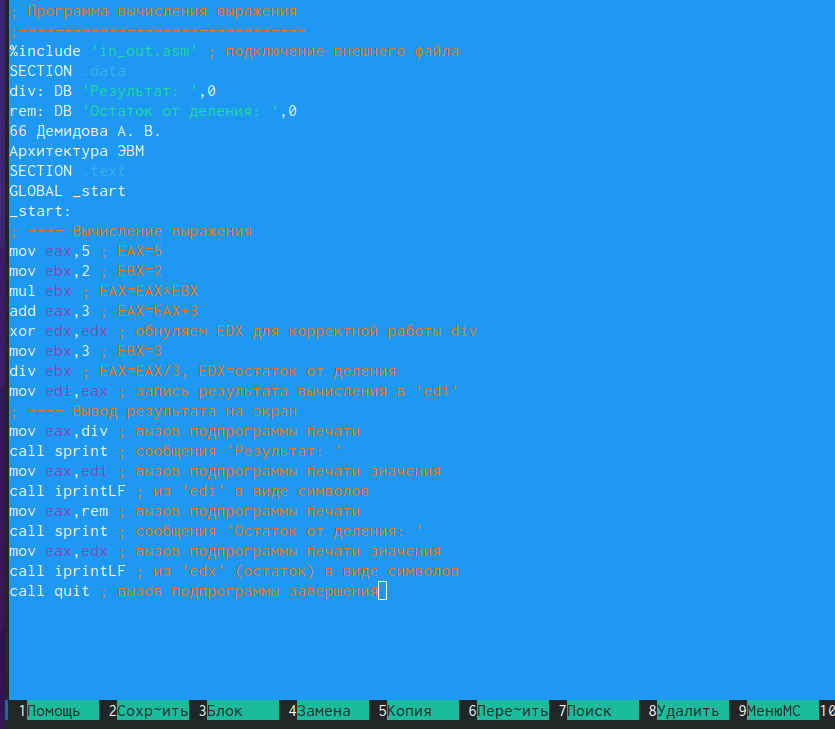 ; Программа вычисления выражения
;--------------------------------
%include 'in_out.asm' ; подключение внешнего файла
SECTION .data
div: DB 'Результат: ',0
rem: DB 'Остаток от деления: ',0
66 Демидова А. В.
Архитектура ЭВМ
SECTION .text
GLOBAL _start
_start:
; ---- Вычисление выражения
mov eax,5 ; EAX=5
mov ebx,2 ; EBX=2
mul ebx ; EAX=EAX*EBX
add eax,3 ; EAX=EAX+3
xor edx,edx ; обнуляем EDX для корректной работы div
mov ebx,3 ; EBX=3
div ebx ; EAX=EAX/3, EDX=остаток от деления
mov edi,eax ; запись результата вычисления в 'edi'
; ---- Вывод результата на экран
mov eax,div ; вызов подпрограммы печати
call sprint ; сообщения 'Результат: '
mov eax,edi ; вызов подпрограммы печати значения
call iprintLF ; из 'edi' в виде символов
mov eax,rem ; вызов подпрограммы печати
call sprint ; сообщения 'Остаток от деления: '
mov eax,edx ; вызов подпрограммы печати значения
call iprintLF ; из 'edx' (остаток) в виде символов
call quit ; вызов подпрограммы завершения
1Помощь 2Сохр~ить 3Блок 4Замена 5Копия 6Пере~ить 7Поиск 8Удалить 9МенюМС 10